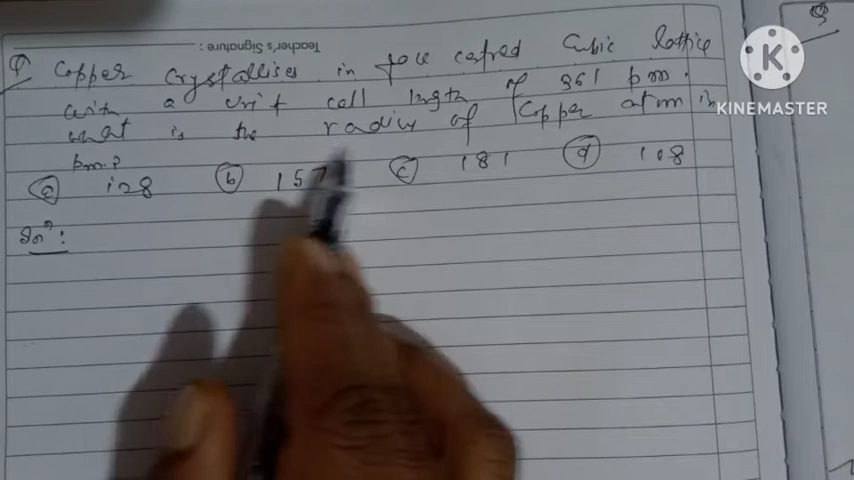 Teacher's Signature :
Q Copper Crystallises in face centred Cubic lattice
with a unit cell length of 361 pm.
what is the radius of Copper atom in
pm?
(a) 128 (b) 157 (c) 181 (d) 108
Solⁿ:
K
KINEMASTER
Q